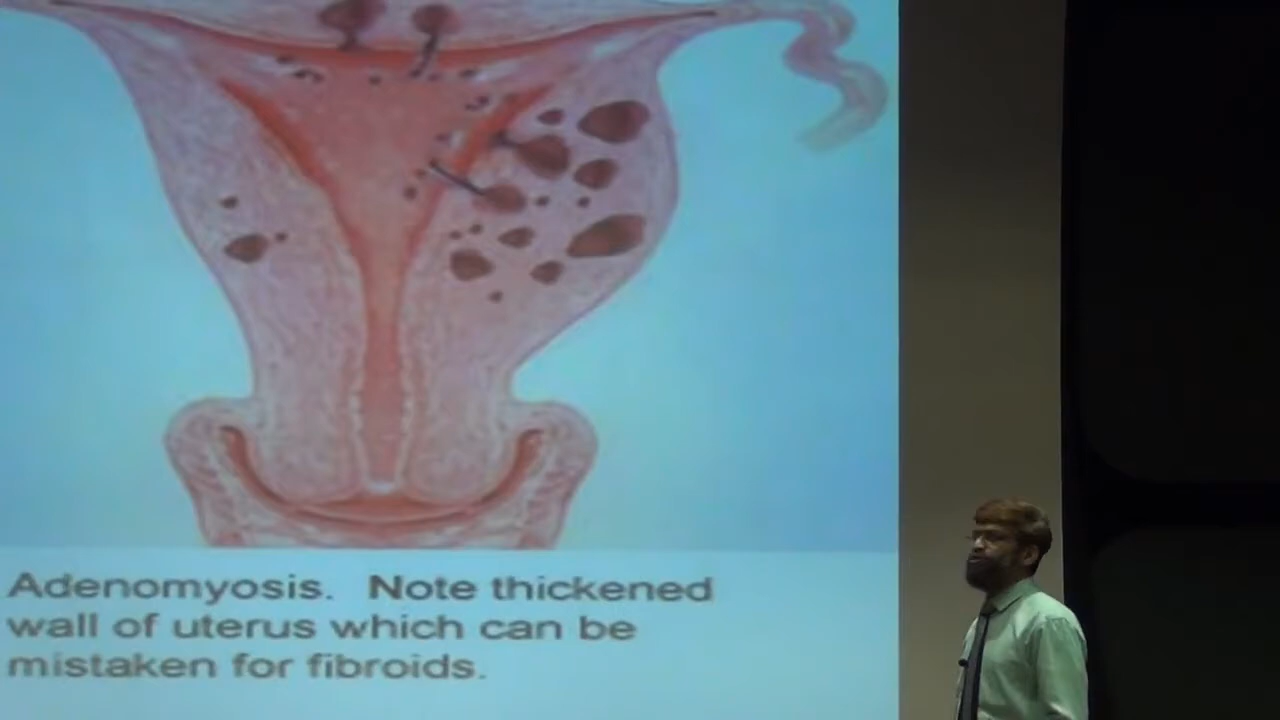 Adenomyosis. Note thickened
wall of uterus which can be
mistaken for fibroids.